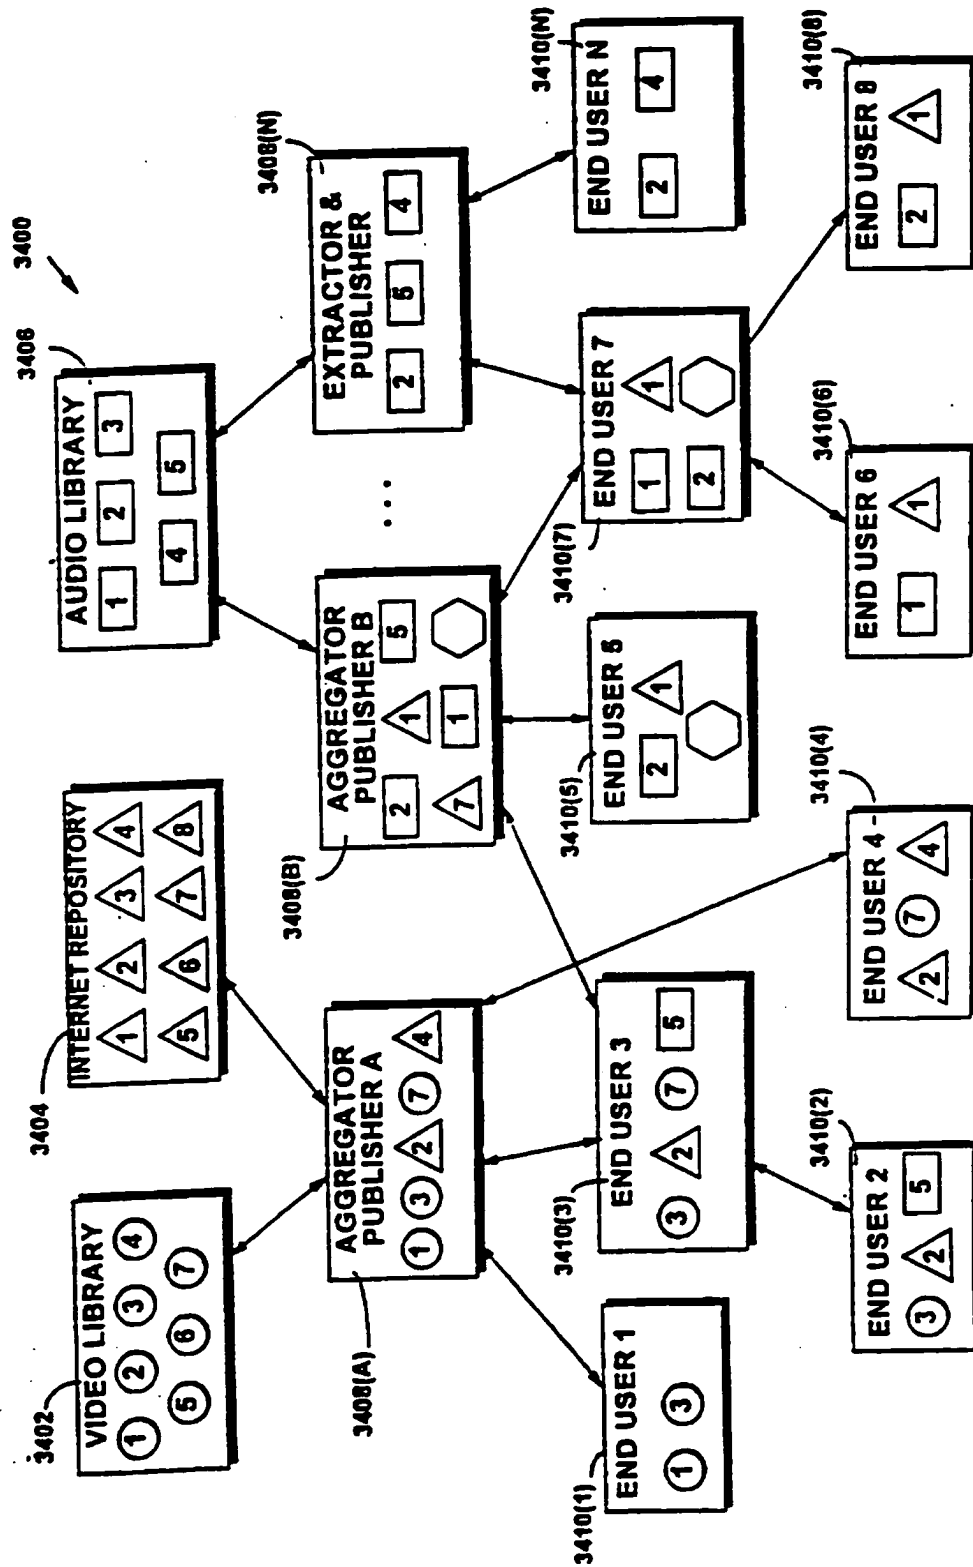 3400
3402
VIDEO LIBRARY
1 2 3 4
5 6 7
3404
INTERNET REPOSITORY
1 2 3 4
5 6 7 8
3406
AUDIO LIBRARY
1 2 3
4 5
3408(A)
AGGREGATOR
PUBLISHER A
1 3 2 7 4
3408(B)
AGGREGATOR
PUBLISHER B
2 1 5
7 1
...
3408(N)
EXTRACTOR &
PUBLISHER
2 5 4
3410(1)
END USER 1
1 3
3410(3)
END USER 3
3 2 7 5
3410(5)
END USER 5
2 1
3410(7)
END USER 7
1 1
2
3410(N)
END USER N
2 4
3410(2)
END USER 2
3 2 5
3410(4)
END USER 4
2 7 4
3410(6)
END USER 6
1 1
3410(8)
END USER 8
2 1